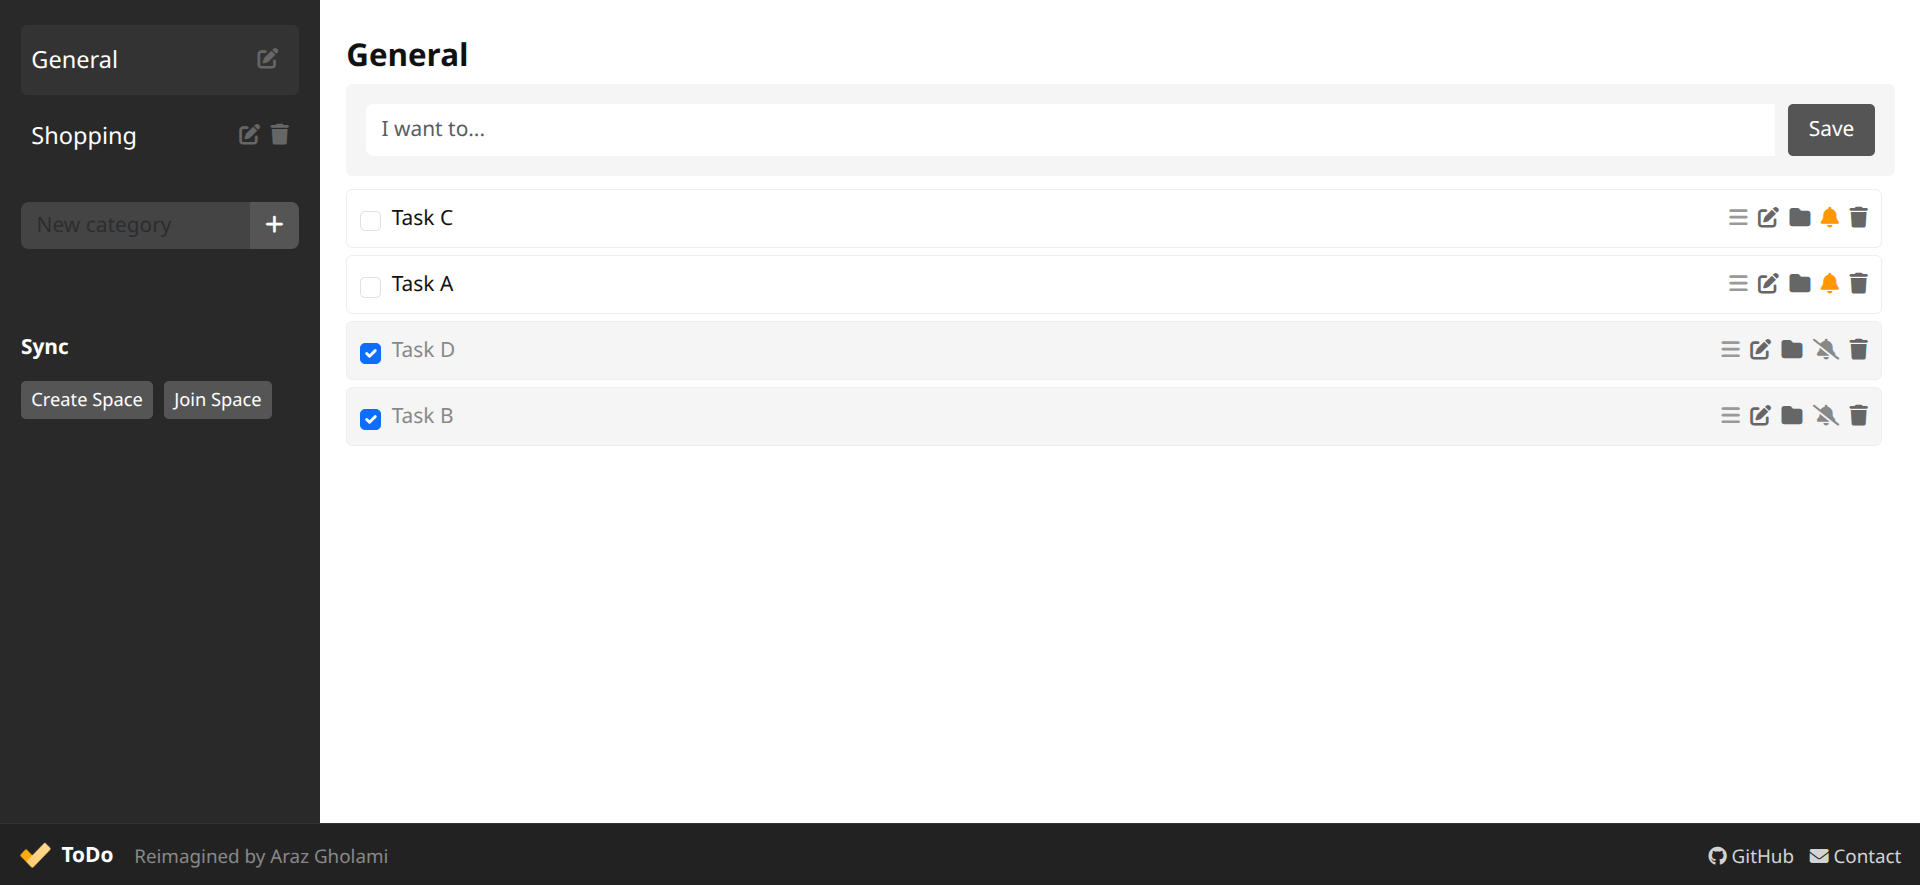 General
Shopping
New category
Sync
Create Space Join Space
General
I want to...
Save
Task C
Task A
Task D
Task B
ToDo Reimagined by Araz Gholami
GitHub Contact